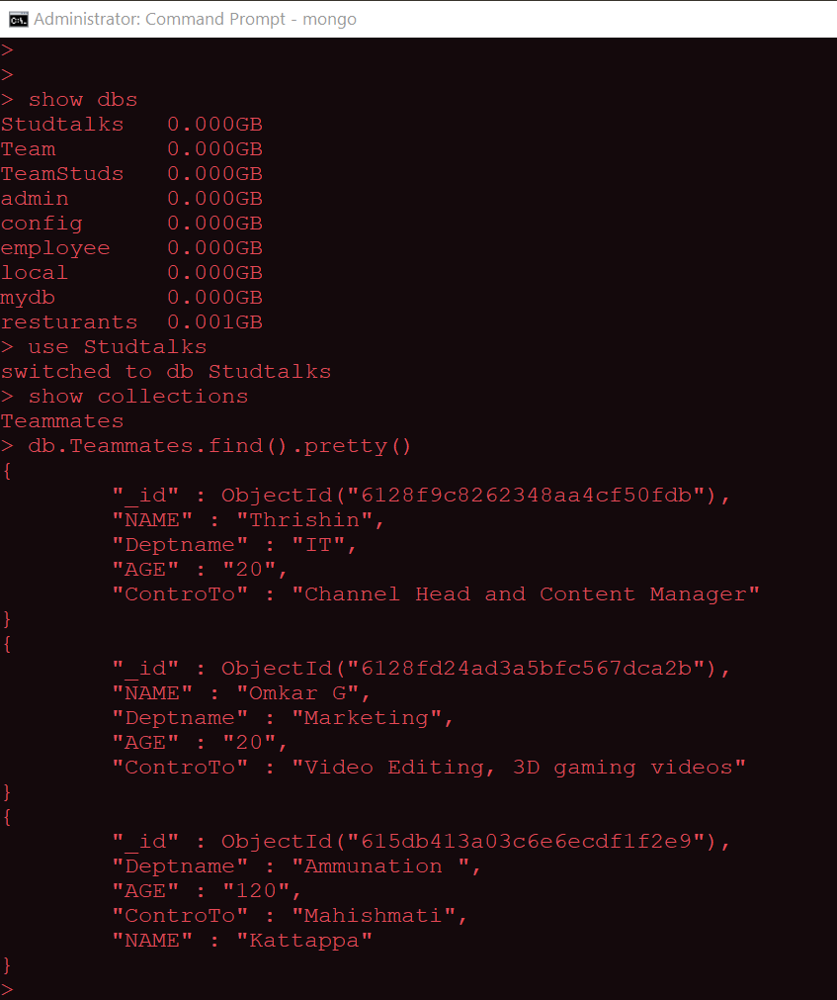 Administrator: Command Prompt - mongo
>
>
> show dbs
Studtalks   0.000GB
Team        0.000GB
TeamStuds   0.000GB
admin       0.000GB
config      0.000GB
employee    0.000GB
local       0.000GB
mydb        0.000GB
resturants  0.001GB
> use Studtalks
switched to db Studtalks
> show collections
Teammates
> db.Teammates.find().pretty()
{
        "_id" : ObjectId("6128f9c8262348aa4cf50fdb"),
        "NAME" : "Thrishin",
        "Deptname" : "IT",
        "AGE" : "20",
        "ControTo" : "Channel Head and Content Manager"
}
{
        "_id" : ObjectId("6128fd24ad3a5bfc567dca2b"),
        "NAME" : "Omkar G",
        "Deptname" : "Marketing",
        "AGE" : "20",
        "ControTo" : "Video Editing, 3D gaming videos"
}
{
        "_id" : ObjectId("615db413a03c6e6ecdf1f2e9"),
        "Deptname" : "Ammunation ",
        "AGE" : "120",
        "ControTo" : "Mahishmati",
        "NAME" : "Kattappa"
}
>